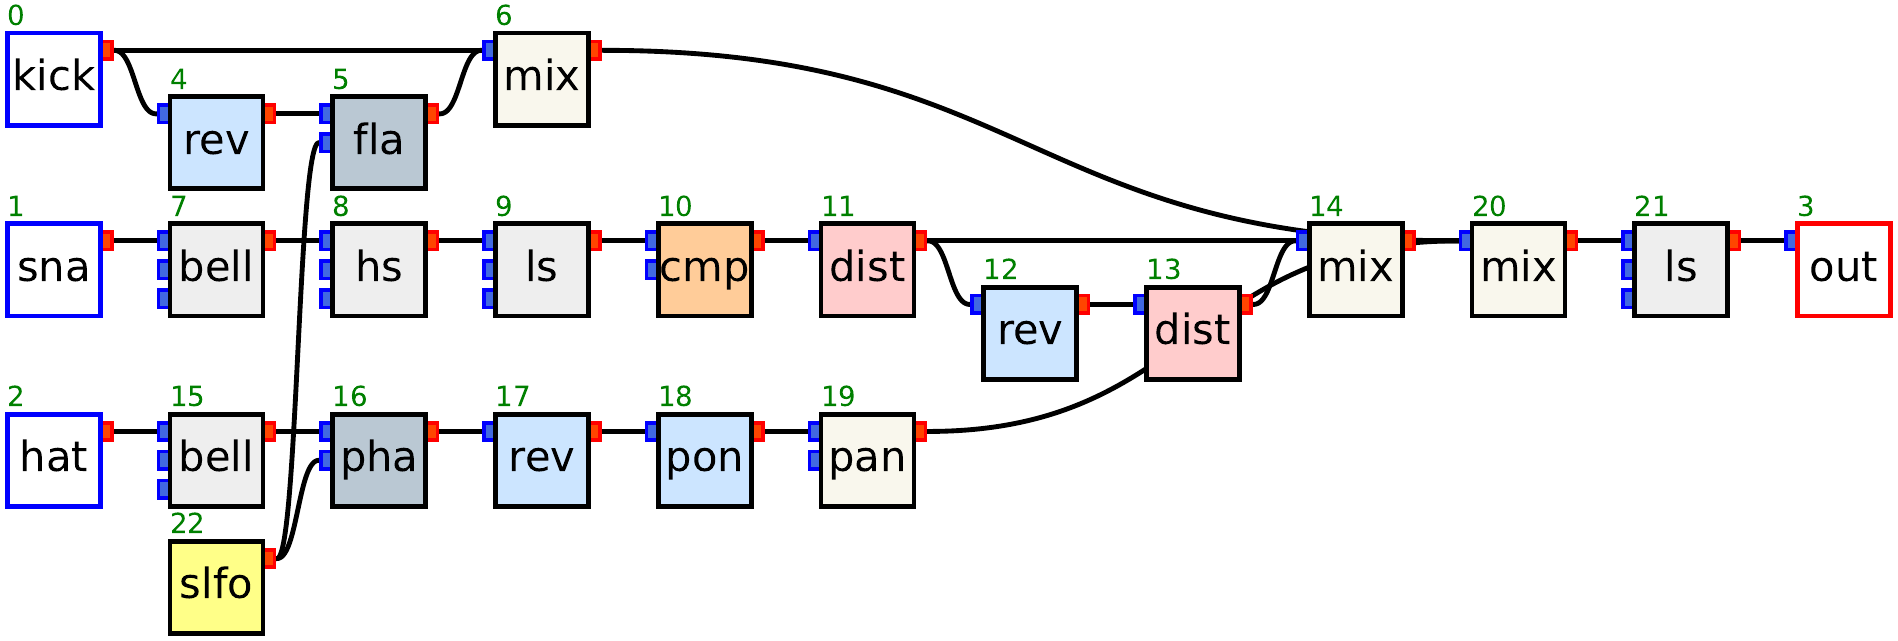 0 6
kick mix
4 5
rev fla
1 7 8 9 10 11 14 20 21 3
sna bell hs ls cmp dist mix mix ls out
12 13
rev dist
2 15 16 17 18 19
hat bell pha rev pon pan
22
slfo